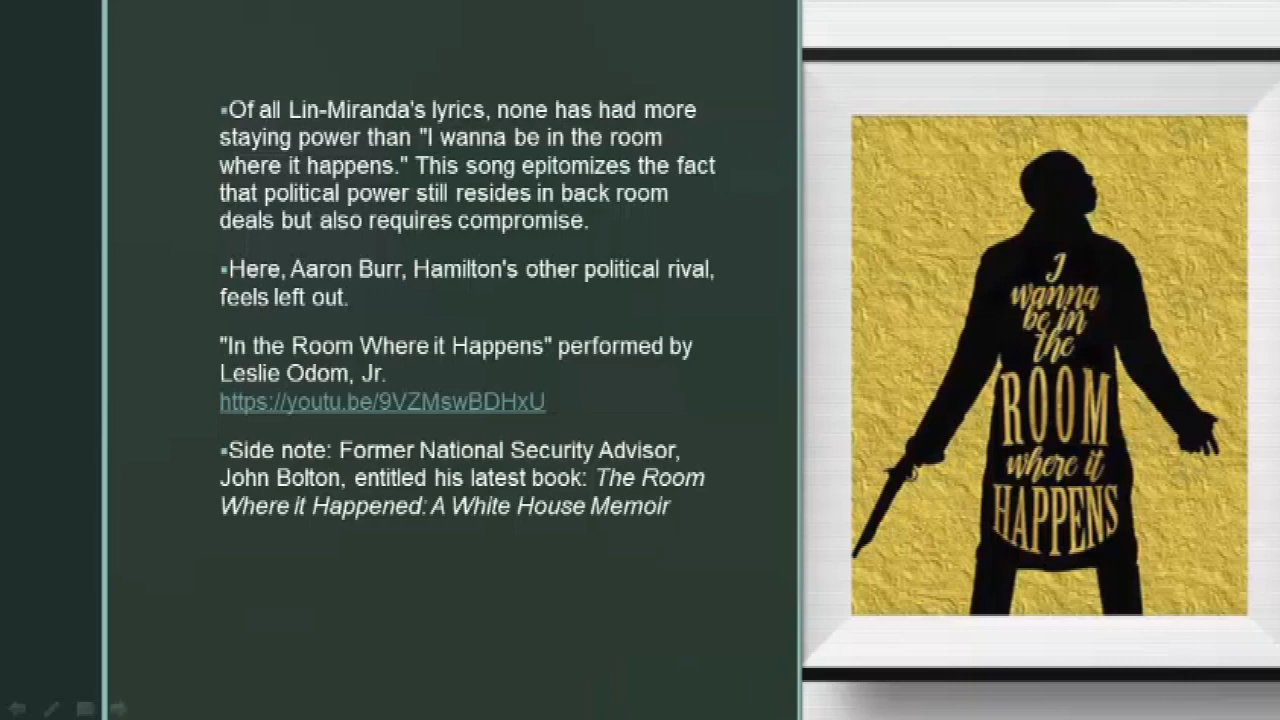 ▪Of all Lin-Miranda's lyrics, none has had more
staying power than "I wanna be in the room
where it happens." This song epitomizes the fact
that political power still resides in back room
deals but also requires compromise.
▪Here, Aaron Burr, Hamilton's other political rival,
feels left out.
"In the Room Where it Happens" performed by
Leslie Odom, Jr.
https://youtu.be/9VZMswBDHxU
▪Side note: Former National Security Advisor,
John Bolton, entitled his latest book: The Room
Where it Happened: A White House Memoir
I
wanna
be in
the
ROOM
where it
HAPPENS